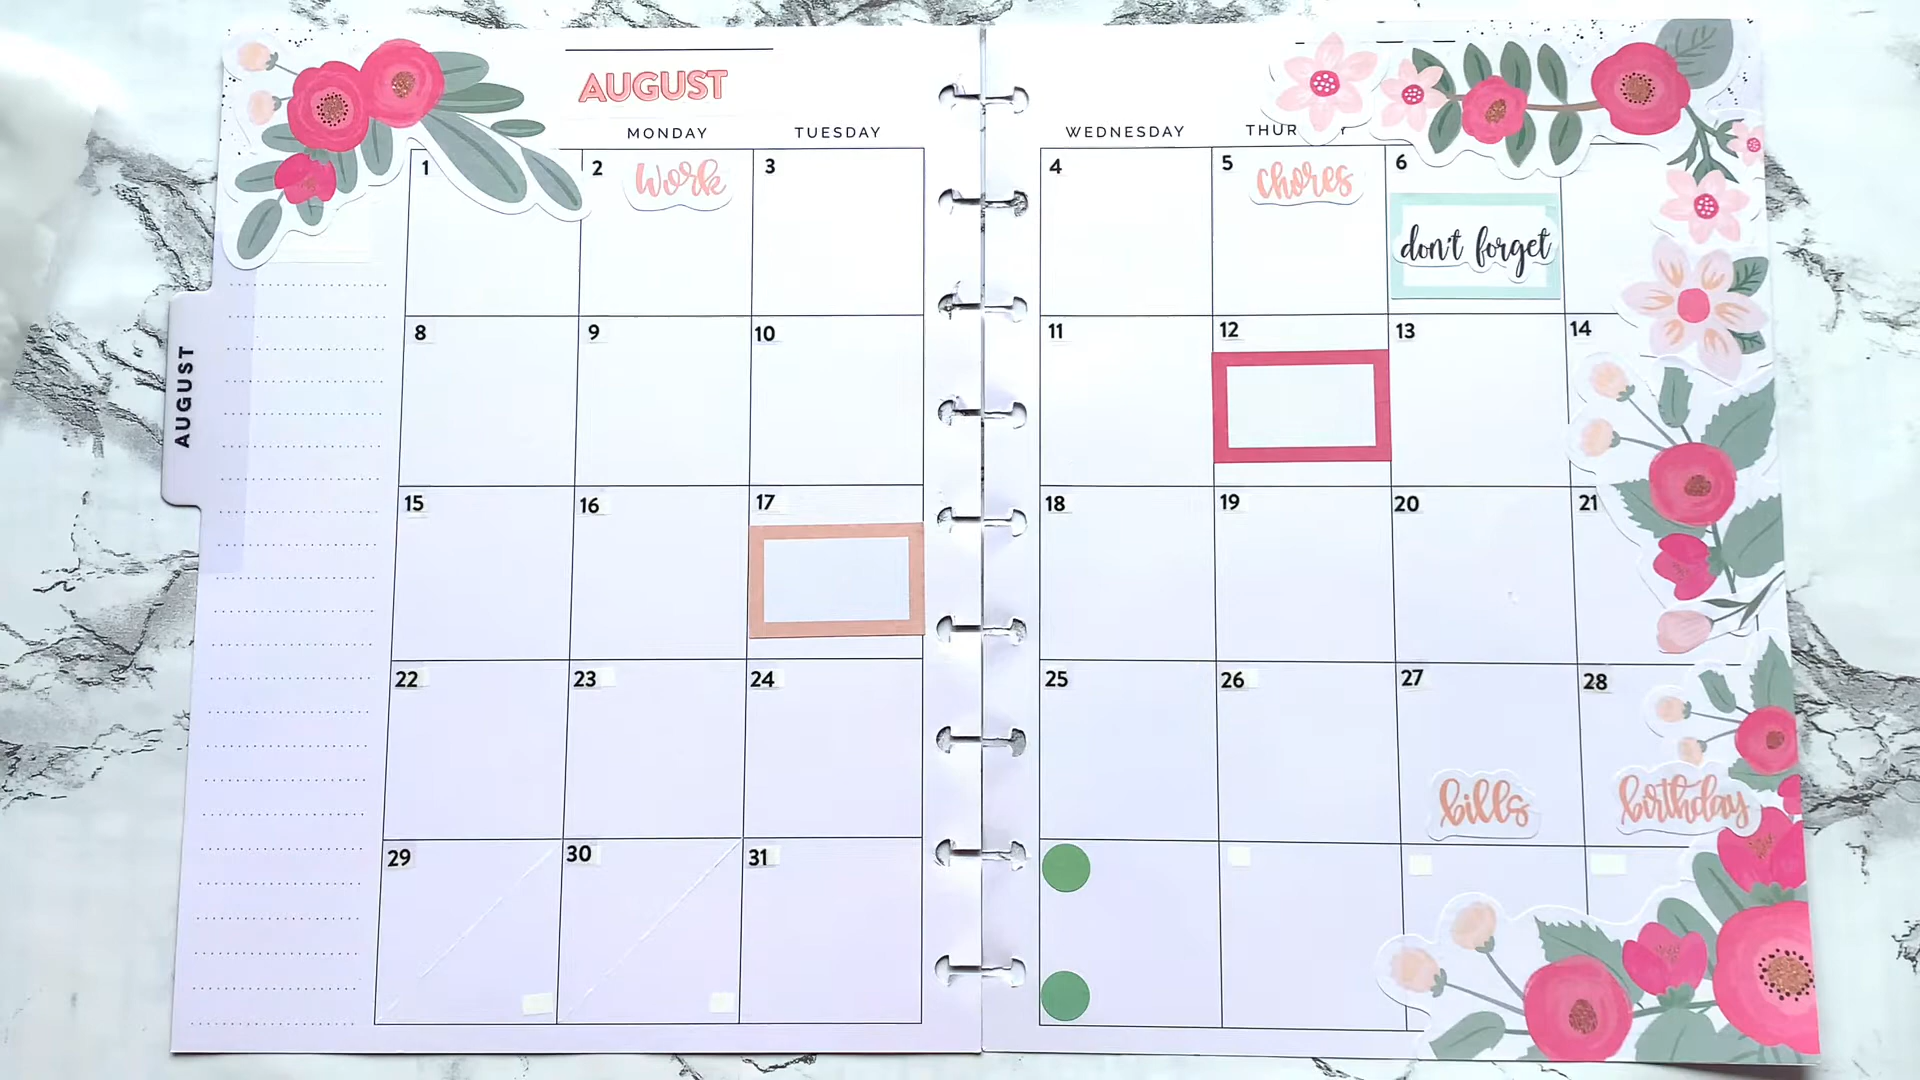 AUGUST
MONDAY TUESDAY WEDNESDAY
1 2 work 3 4 5 chores 6
don't forget
8 9 10 11 12 13 14
AUGUST
15 16 17 18 19 20 21
22 23 24 25 26 27 28
bills birthday
29 30 31